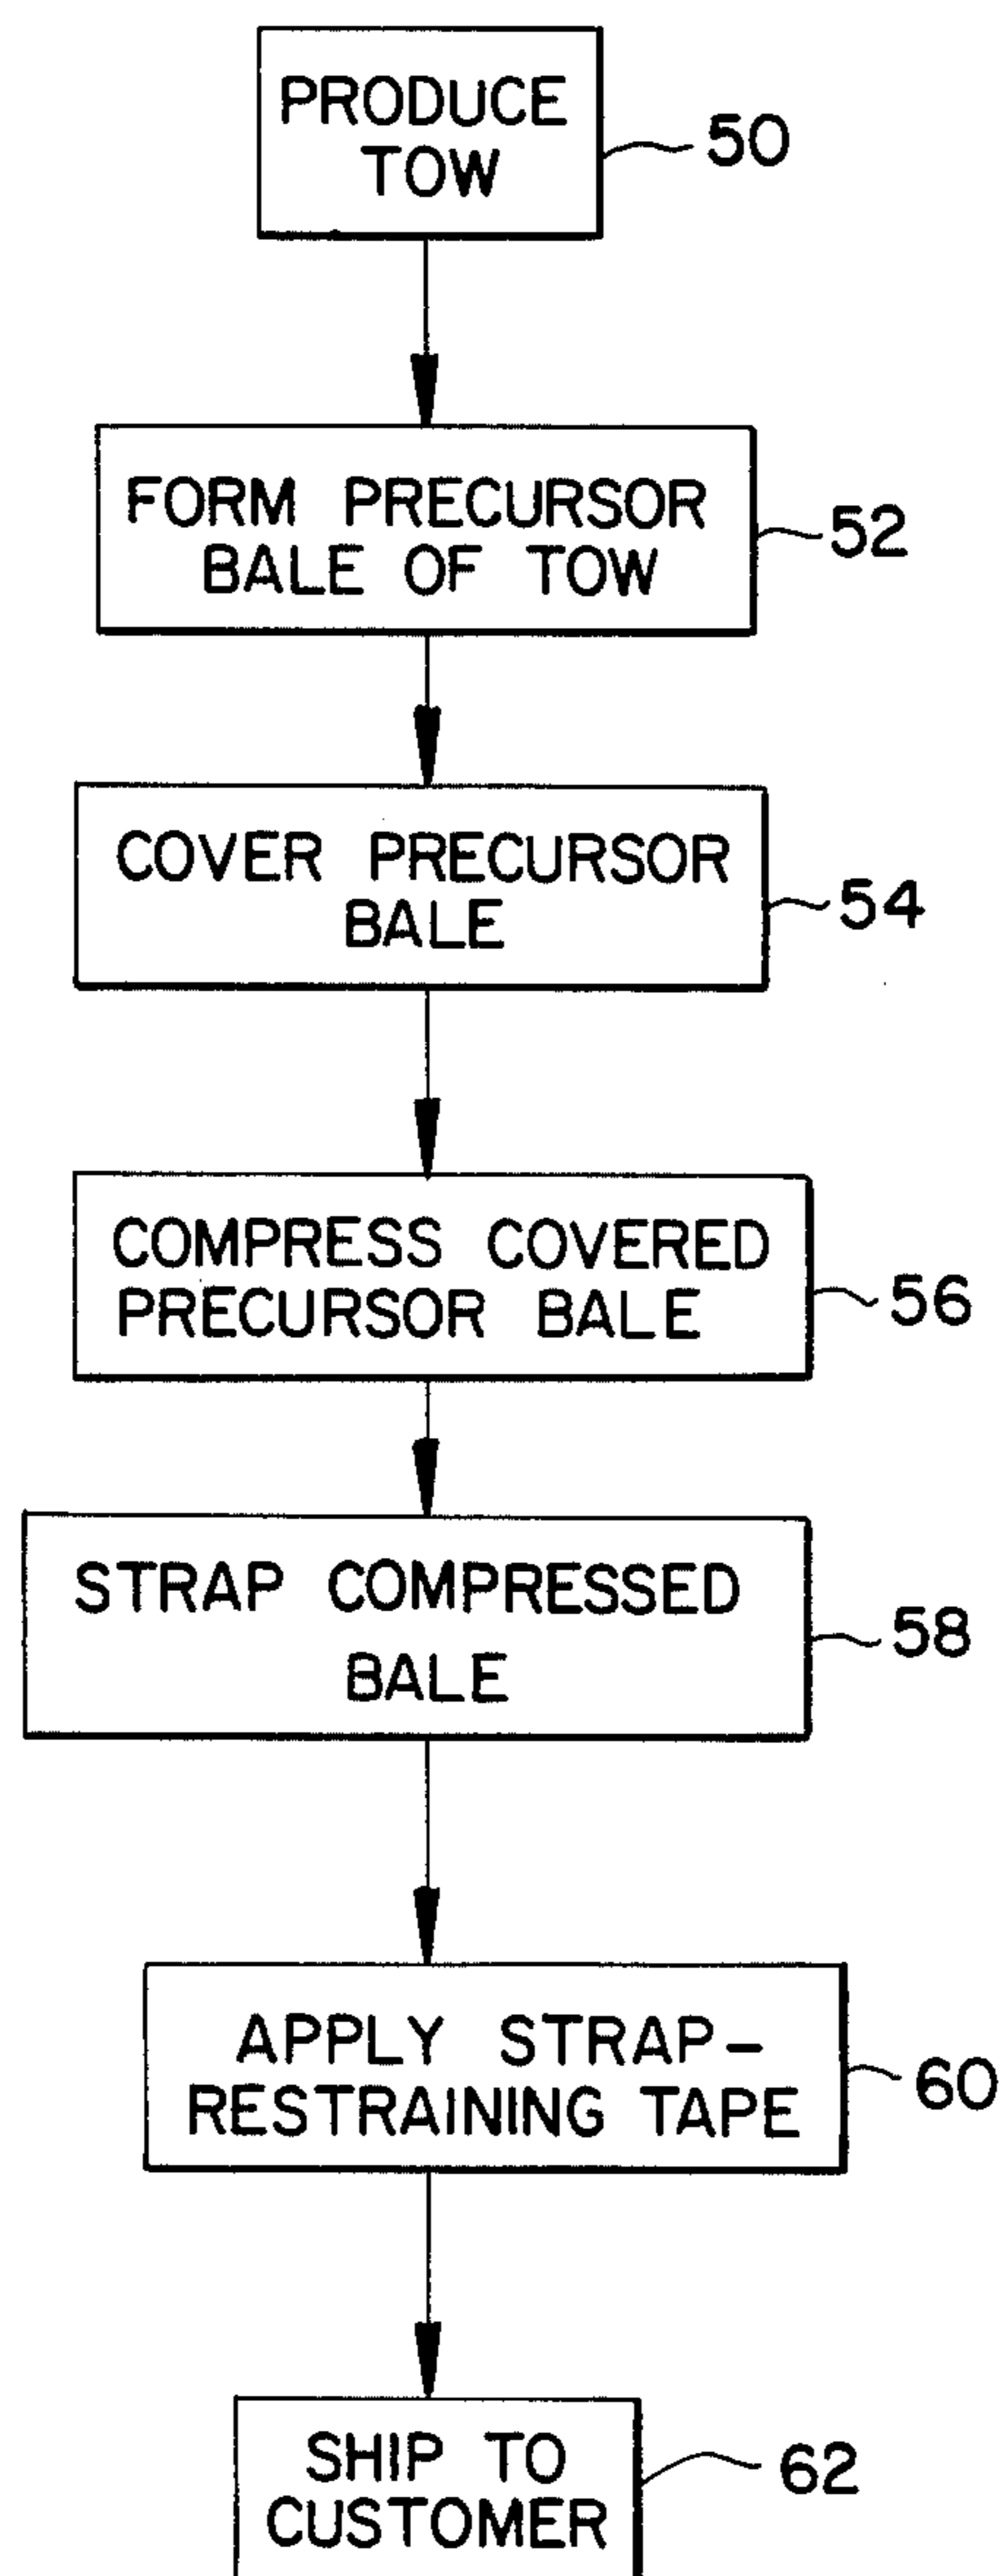 PRODUCE
TOW
50
FORM PRECURSOR
BALE OF TOW
52
COVER PRECURSOR
BALE
54
COMPRESS COVERED
PRECURSOR BALE
56
STRAP COMPRESSED
BALE
58
APPLY STRAP-
RESTRAINING TAPE
60
SHIP TO
CUSTOMER
62